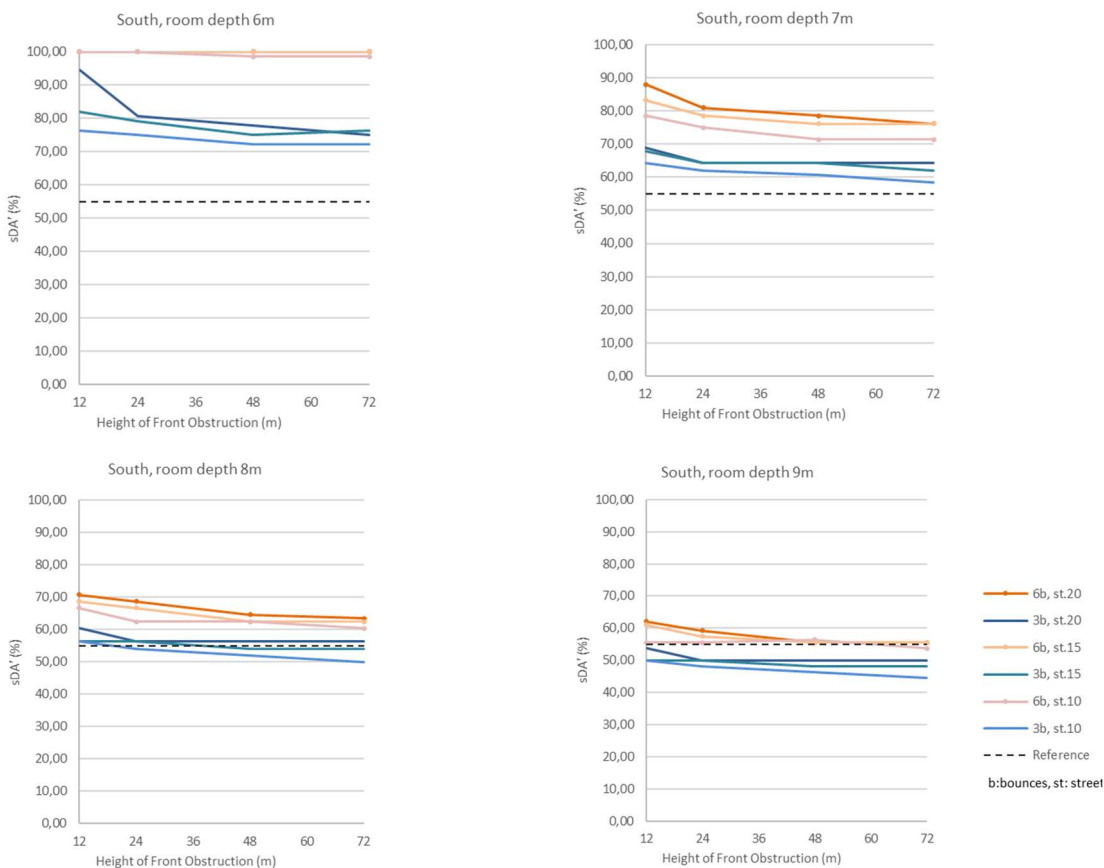 South, room depth 6m
100,00
90,00
80,00
70,00
60,00
50,00
40,00
30,00
20,00
10,00
0,00
sDA' (%)
12 24 36 48 60 72
Height of Front Obstruction (m)
South, room depth 7m
100,00
90,00
80,00
70,00
60,00
50,00
40,00
30,00
20,00
10,00
0,00
sDA' (%)
12 24 36 48 60 72
Height of Front Obstruction (m)
South, room depth 8m
100,00
90,00
80,00
70,00
60,00
50,00
40,00
30,00
20,00
10,00
0,00
sDA' (%)
12 24 36 48 60 72
Height of Front Obstruction (m)
South, room depth 9m
100,00
90,00
80,00
70,00
60,00
50,00
40,00
30,00
20,00
10,00
0,00
sDA' (%)
12 24 36 48 60 72
Height of Front Obstruction (m)
6b, st.20
3b, st.20
6b, st.15
3b, st.15
6b, st.10
3b, st.10
Reference
b:bounces, st: street